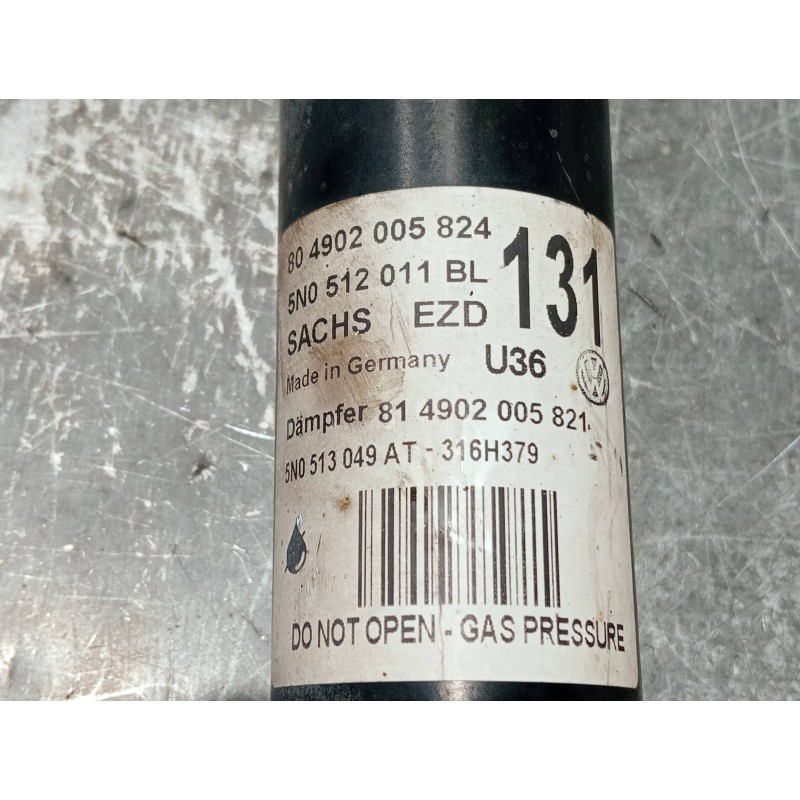 80 4902 005 824
5N0 512 011 BL
131
SACHS EZD
Made in Germany U36
Dämpfer 81 4902 005 821
5N0 513 049 AT - 316H379
DO NOT OPEN - GAS PRESSURE